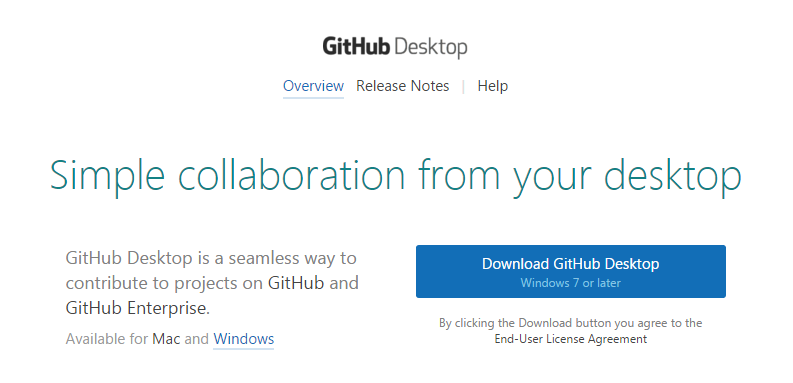 GitHub Desktop
Overview Release Notes | Help
Simple collaboration from your desktop
GitHub Desktop is a seamless way to
contribute to projects on GitHub and
GitHub Enterprise.
Available for Mac and Windows
Download GitHub Desktop
Windows 7 or later
By clicking the Download button you agree to the
End-User License Agreement